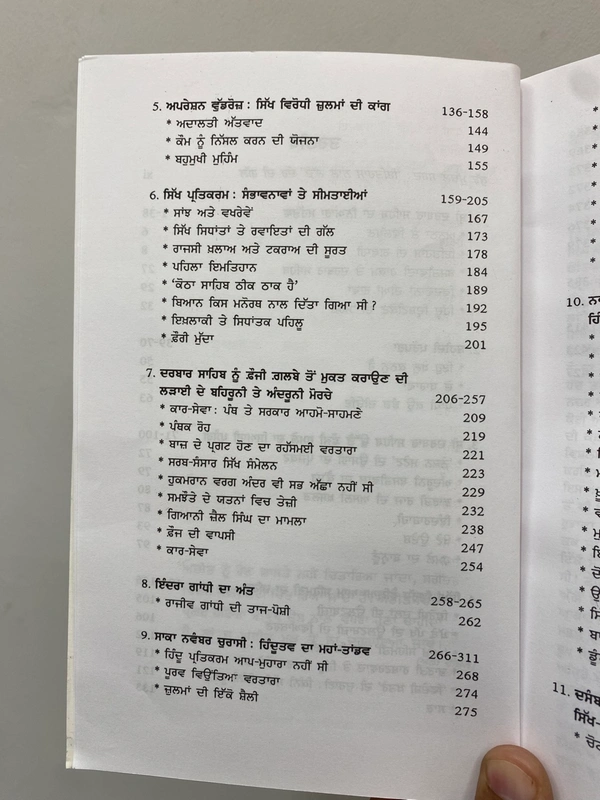 5. ਅਪਰੇਸ਼ਨ ਵੁੱਡਰੋਜ਼ : ਸਿੱਖ ਵਿਰੋਧੀ ਜ਼ੁਲਮਾਂ ਦੀ ਕਾਂਗ 136-158
* ਅਦਾਲਤੀ ਅੱਤਵਾਦ 144
* ਕੌਮ ਨੂੰ ਨਿੱਸਲ ਕਰਨ ਦੀ ਯੋਜਨਾ 149
* ਬਹੁਮੁਖੀ ਮੁਹਿੰਮ 155
6. ਸਿੱਖ ਪ੍ਰਤਿਕਰਮ : ਸੰਭਾਵਨਾਵਾਂ ਤੇ ਸੀਮਤਾਈਆਂ 159-205
* ਸਾਂਝ ਅਤੇ ਵਖਰੇਵੇਂ 167
* ਸਿੱਖ ਸਿਧਾਂਤਾਂ ਤੇ ਰਵਾਇਤਾਂ ਦੀ ਗੱਲ 173
* ਰਾਜਸੀ ਖ਼ਲਾਅ ਅਤੇ ਟਕਰਾਅ ਦੀ ਸੂਰਤ 178
* ਪਹਿਲਾ ਇਮਤਿਹਾਨ 184
* 'ਕੋਠਾ ਸਾਹਿਬ ਠੀਕ ਠਾਕ ਹੈ' 189
* ਬਿਆਨ ਕਿਸ ਮਨੋਰਥ ਨਾਲ ਦਿੱਤਾ ਗਿਆ ਸੀ ? 192
* ਇਖ਼ਲਾਕੀ ਤੇ ਸਿਧਾਂਤਕ ਪਹਿਲੂ 195
* ਫ਼ੌਰੀ ਮੁੱਦਾ 201
7. ਦਰਬਾਰ ਸਾਹਿਬ ਨੂੰ ਫ਼ੌਜੀ ਗ਼ਲਬੇ ਤੋਂ ਮੁਕਤ ਕਰਾਉਣ ਦੀ
ਲੜਾਈ ਦੇ ਬਹਿਰੂਨੀ ਤੇ ਅੰਦਰੂਨੀ ਮੋਰਚੇ 206-257
* ਕਾਰ-ਸੇਵਾ : ਪੰਥ ਤੇ ਸਰਕਾਰ ਆਹਮੋ-ਸਾਹਮਣੇ 209
* ਪੰਥਕ ਰੋਹ 219
* ਬਾਜ਼ ਦੇ ਪ੍ਰਗਟ ਹੋਣ ਦਾ ਰਹੱਸਮਈ ਵਰਤਾਰਾ 221
* ਸਰਬ-ਸੰਸਾਰ ਸਿੱਖ ਸੰਮੇਲਨ 223
* ਹੁਕਮਰਾਨ ਵਰਗ ਅੰਦਰ ਵੀ ਸਭ ਅੱਛਾ ਨਹੀਂ ਸੀ 229
* ਸਮਝੌਤੇ ਦੇ ਯਤਨਾਂ ਵਿਚ ਤੇਜ਼ੀ 232
* ਗਿਆਨੀ ਜ਼ੈਲ ਸਿੰਘ ਦਾ ਮਾਮਲਾ 238
* ਫ਼ੌਜ ਦੀ ਵਾਪਸੀ 247
* ਕਾਰ-ਸੇਵਾ 254
8. ਇੰਦਰਾ ਗਾਂਧੀ ਦਾ ਅੰਤ 258-265
* ਰਾਜੀਵ ਗਾਂਧੀ ਦੀ ਤਾਜ-ਪੋਸ਼ੀ 262
9. ਸਾਕਾ ਨਵੰਬਰ ਚੁਰਾਸੀ : ਹਿੰਦੂਤਵ ਦਾ ਮਹਾਂ-ਤਾਂਡਵ 266-311
* ਹਿੰਦੂ ਪ੍ਰਤਿਕਰਮ ਆਪ-ਮੁਹਾਰਾ ਨਹੀਂ ਸੀ 268
* ਪੂਰਵ ਵਿਉਂਤਿਆ ਵਰਤਾਰਾ 274
* ਜ਼ੁਲਮਾਂ ਦੀ ਇੱਕੋ ਸ਼ੈਲੀ 275
10.
11.